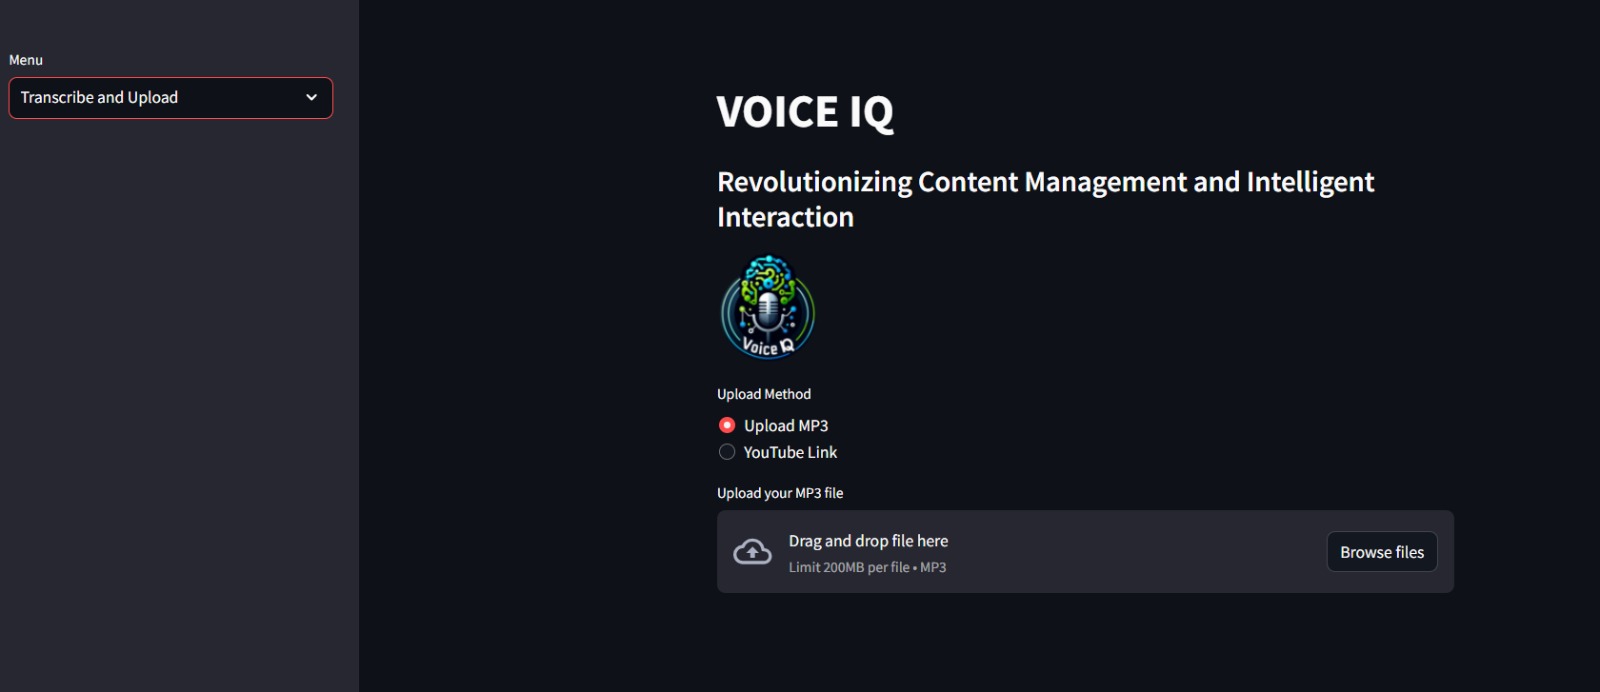 Menu
Transcribe and Upload
VOICE IQ
Revolutionizing Content Management and Intelligent
Interaction
Voice IQ
Upload Method
Upload MP3
YouTube Link
Upload your MP3 file
Drag and drop file here
Limit 200MB per file • MP3
Browse files